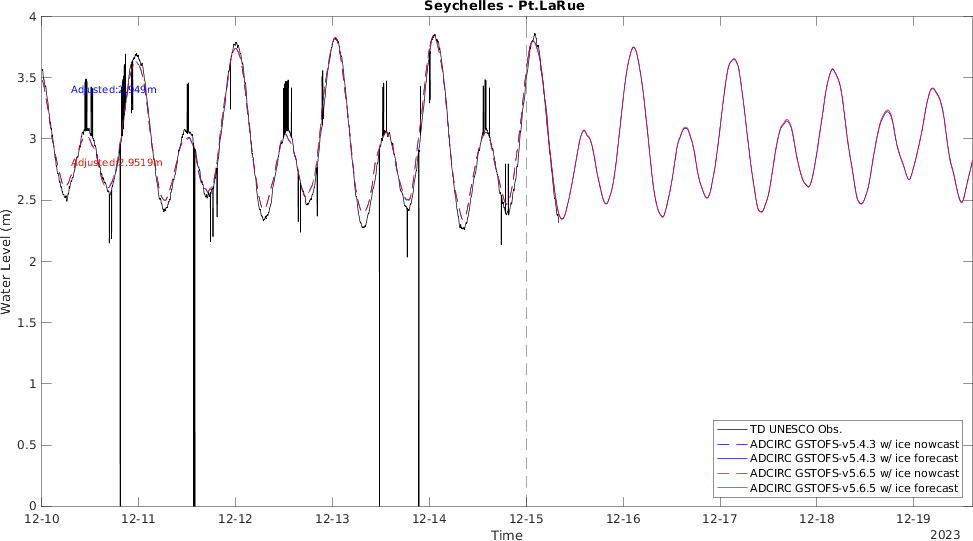 Seychelles - Pt.LaRue
4
3.5
3
2.5
2
1.5
1
0.5
0
Water Level (m)
Adjusted:2.949m
Adjusted:2.9519m
TD UNESCO Obs.
ADCIRC GSTOFS-v5.4.3 w/ ice nowcast
ADCIRC GSTOFS-v5.4.3 w/ ice forecast
ADCIRC GSTOFS-v5.6.5 w/ ice nowcast
ADCIRC GSTOFS-v5.6.5 w/ ice forecast
12-10 12-11 12-12 12-13 12-14 12-15 12-16 12-17 12-18 12-19
Time
2023